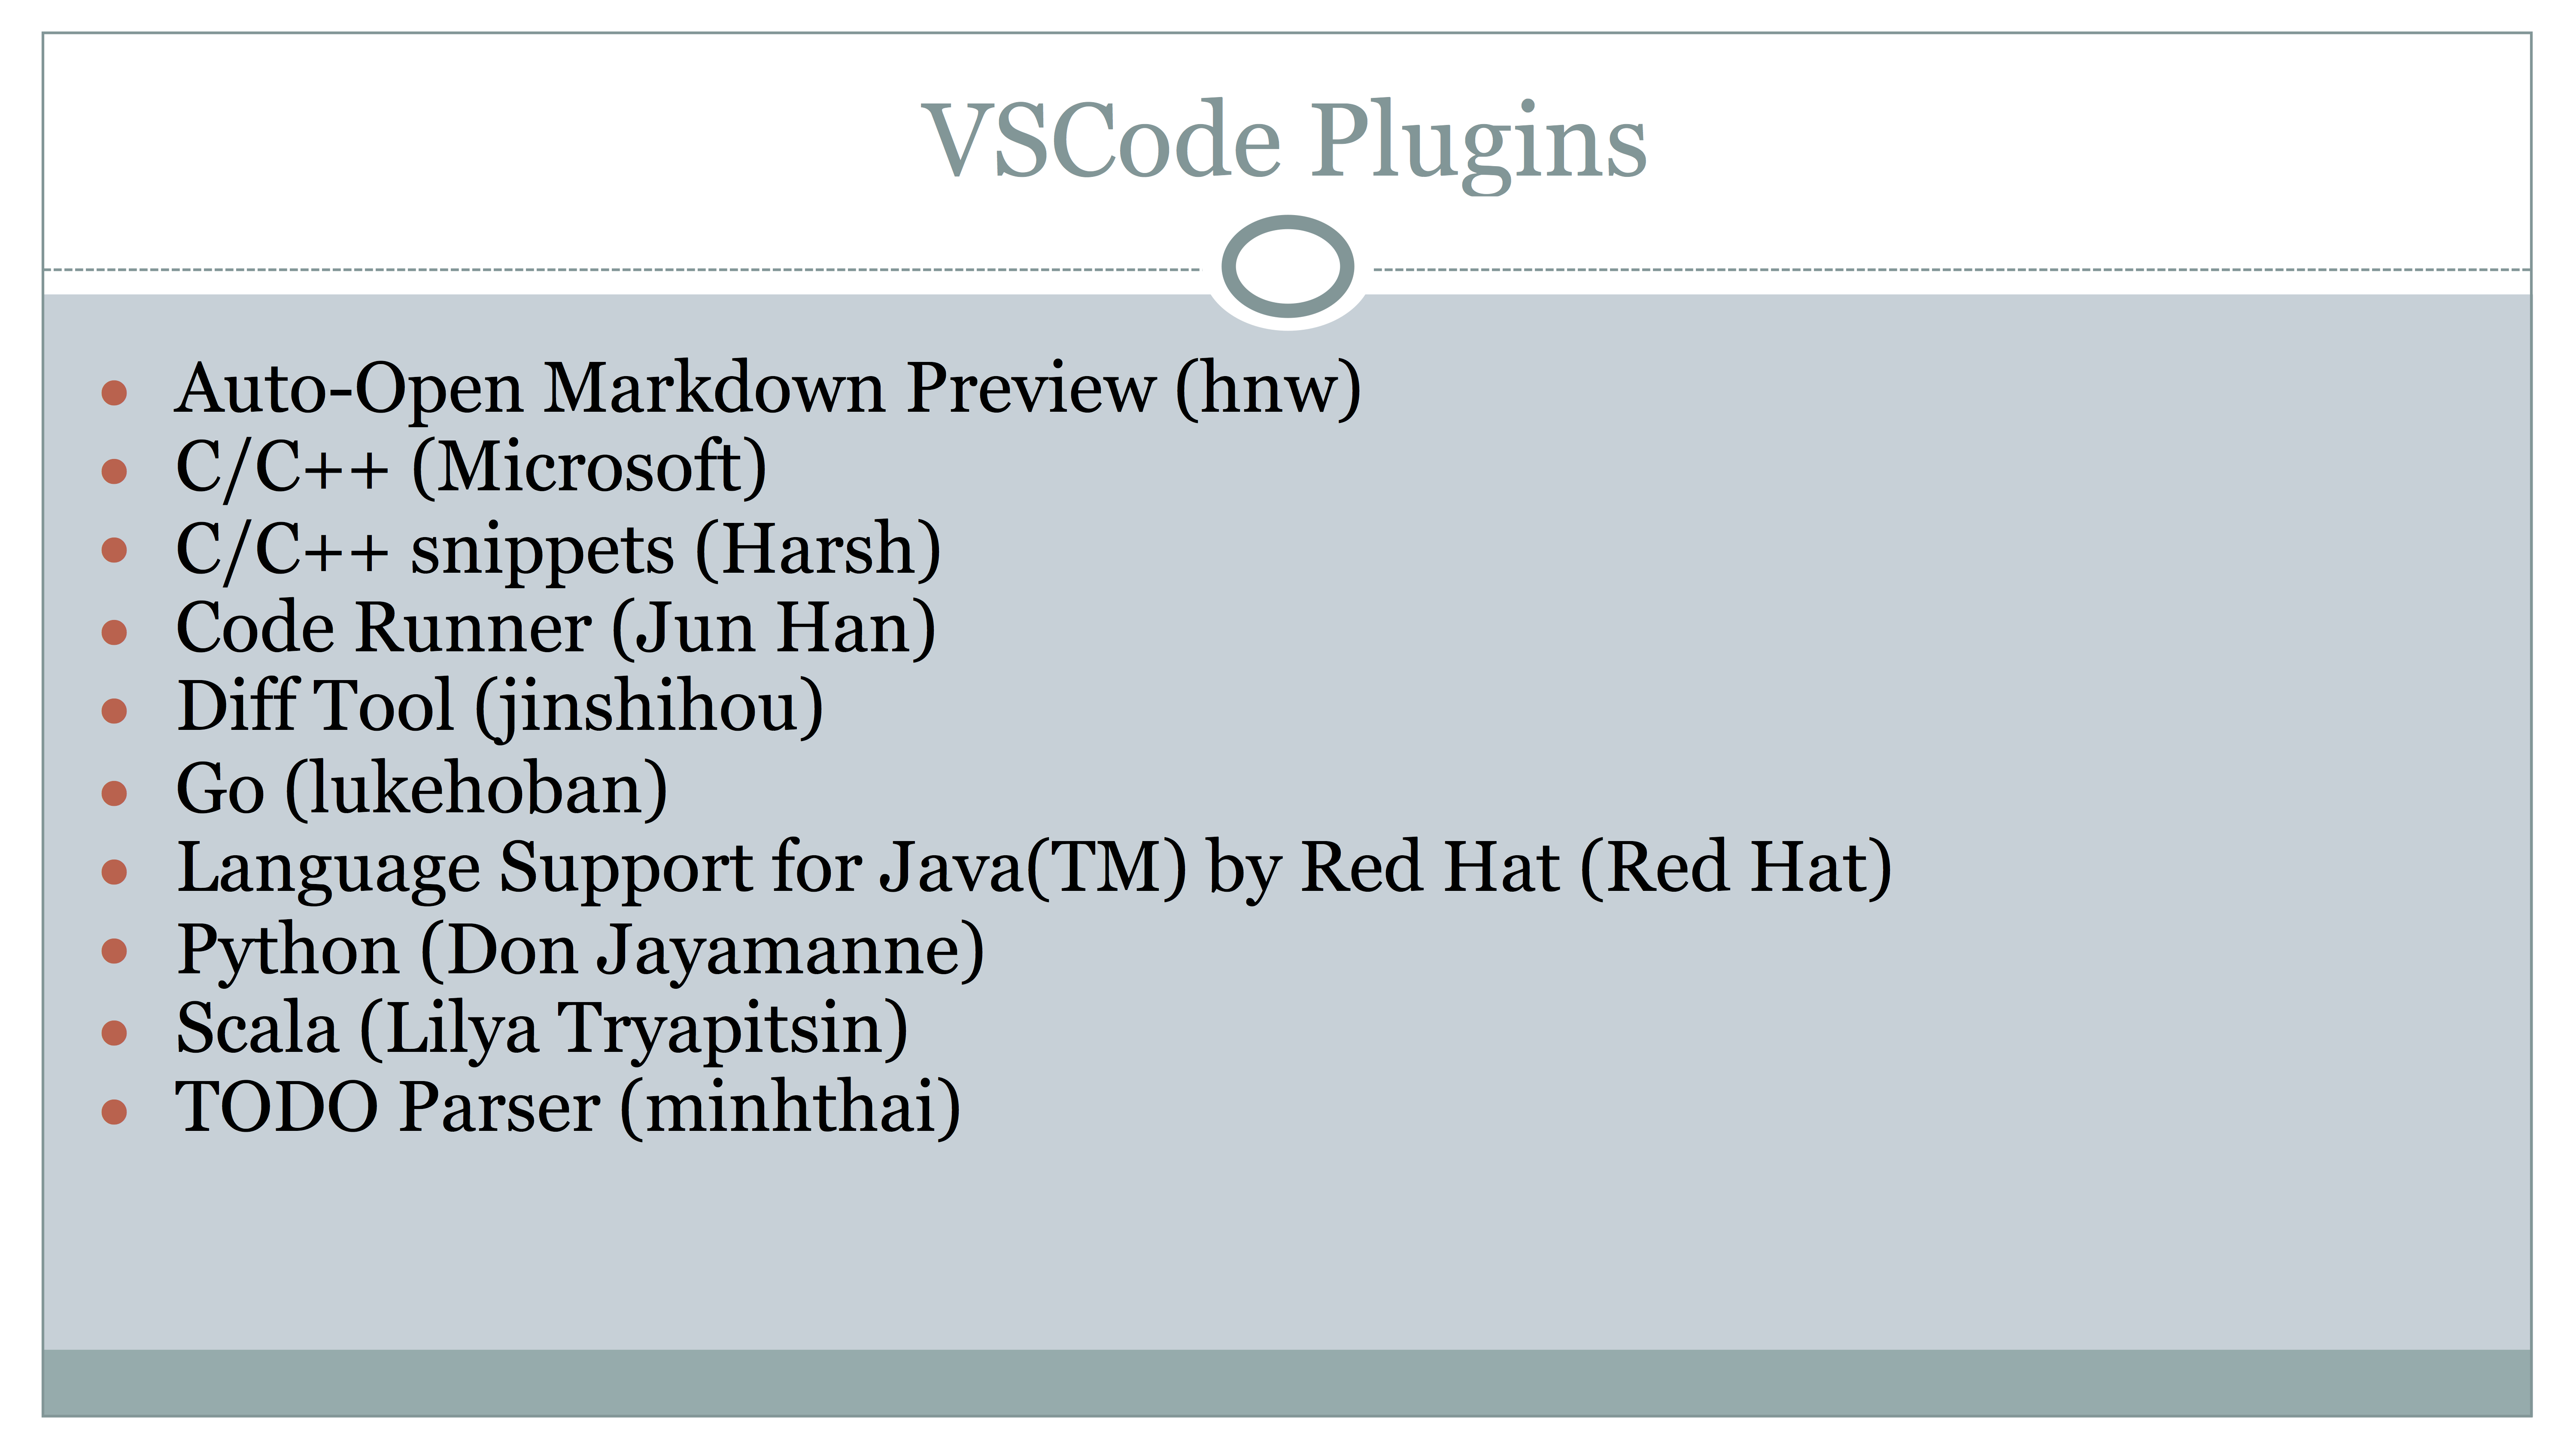 VSCode Plugins
Auto-Open Markdown Preview (hnw)
C/C++ (Microsoft)
C/C++ snippets (Harsh)
Code Runner (Jun Han)
Diff Tool (jinshihou)
Go (lukehoban)
Language Support for Java(TM) by Red Hat (Red Hat)
Python (Don Jayamanne)
Scala (Lilya Tryapitsin)
TODO Parser (minhthai)